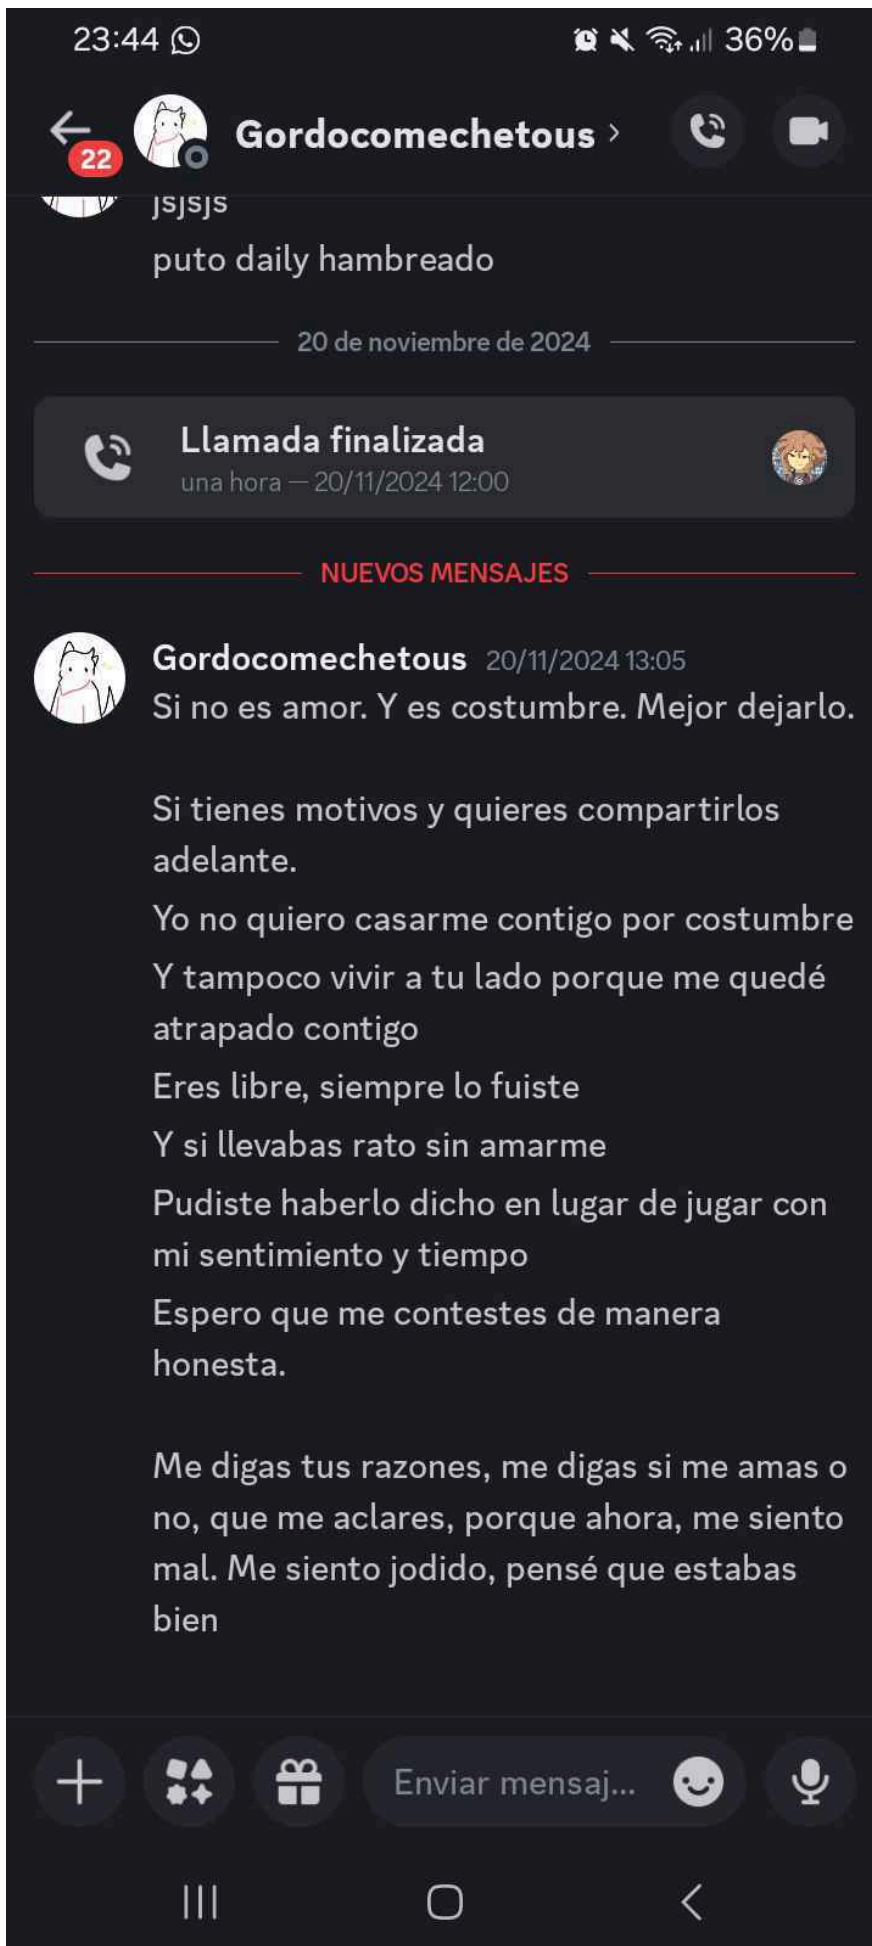 23:44
36%
22
Gordocomechetous
jsjsjs
puto daily hambreado
20 de noviembre de 2024
Llamada finalizada
una hora — 20/11/2024 12:00
NUEVOS MENSAJES
Gordocomechetous 20/11/2024 13:05
Si no es amor. Y es costumbre. Mejor dejarlo.
Si tienes motivos y quieres compartirlos
adelante.
Yo no quiero casarme contigo por costumbre
Y tampoco vivir a tu lado porque me quedé
atrapado contigo
Eres libre, siempre lo fuiste
Y si llevabas rato sin amarme
Pudiste haberlo dicho en lugar de jugar con
mi sentimiento y tiempo
Espero que me contestes de manera
honesta.
Me digas tus razones, me digas si me amas o
no, que me aclares, porque ahora, me siento
mal. Me siento jodido, pensé que estabas
bien
Enviar mensaj...